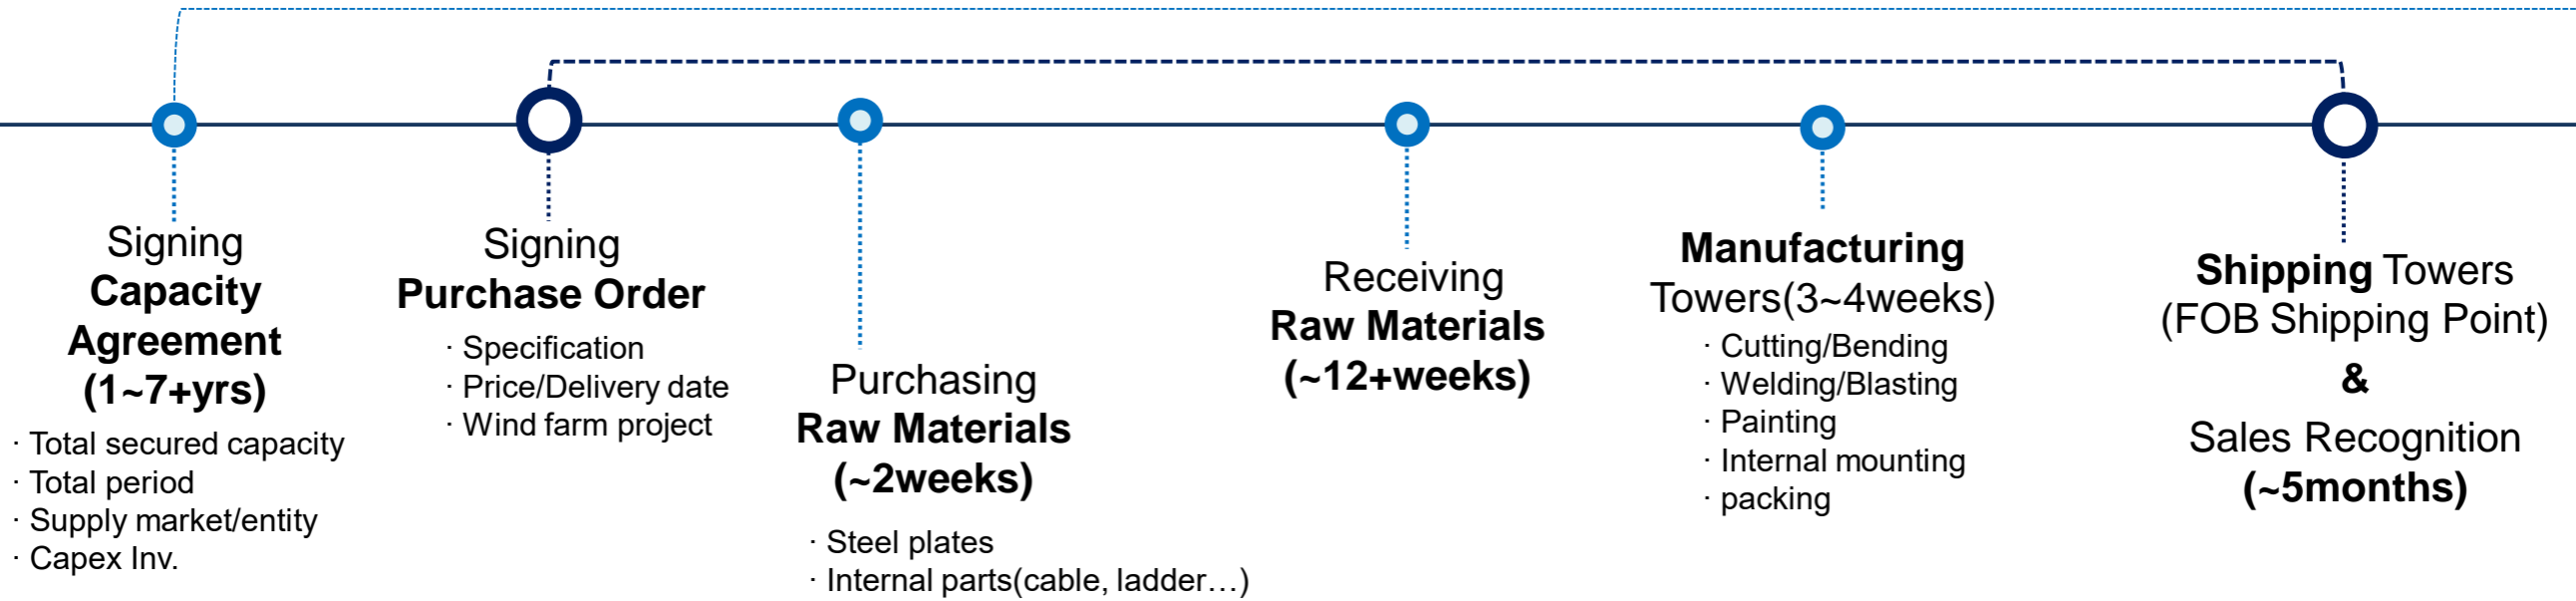 Signing
Capacity
Agreement
(1~7+yrs)
· Total secured capacity
· Total period
· Supply market/entity
· Capex Inv.
Signing
Purchase Order
· Specification
· Price/Delivery date
· Wind farm project
Purchasing
Raw Materials
(~2weeks)
· Steel plates
· Internal parts(cable, ladder…)
Receiving
Raw Materials
(~12+weeks)
Manufacturing
Towers(3~4weeks)
· Cutting/Bending
· Welding/Blasting
· Painting
· Internal mounting
· packing
Shipping Towers
(FOB Shipping Point)
&
Sales Recognition
(~5months)